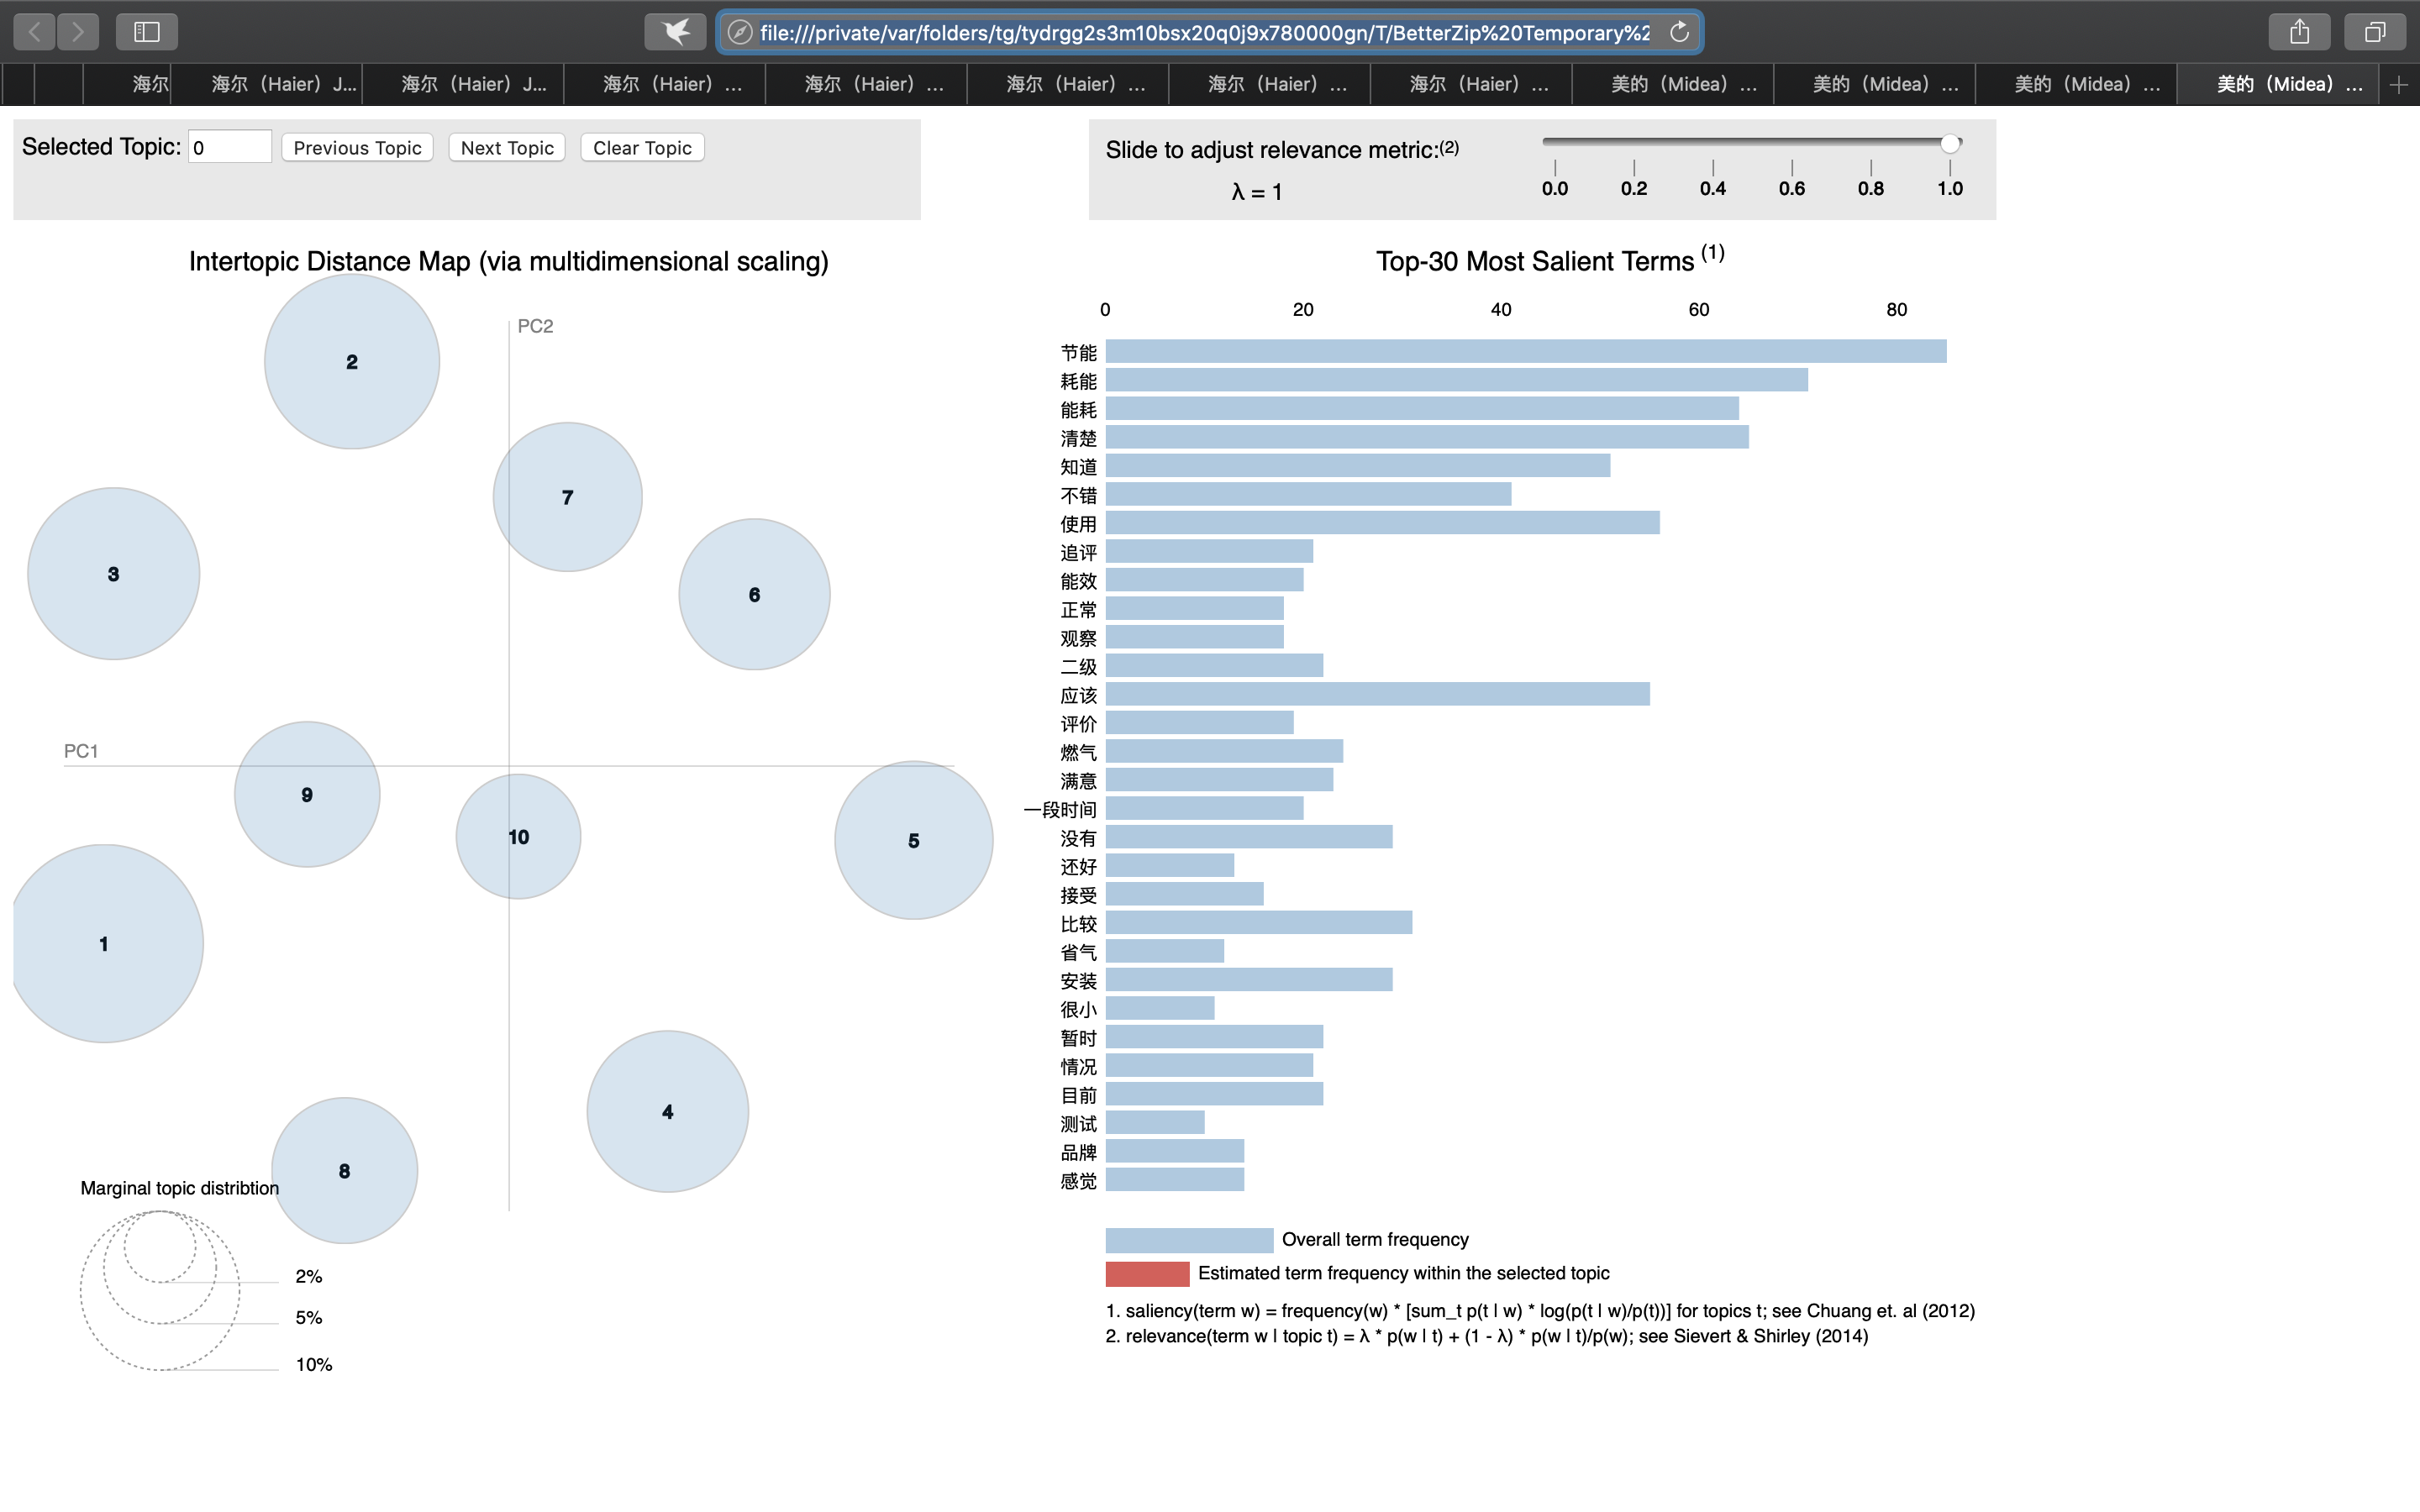 file:///private/var/folders/tg/tydrgg2s3m10bsx20q0j9x780000gn/T/BetterZip%20Temporary%2
海尔
海尔（Haier）J...
海尔（Haier）J...
海尔（Haier）...
海尔（Haier）...
海尔（Haier）...
海尔（Haier）...
海尔（Haier）...
美的（Midea）...
美的（Midea）...
美的（Midea）...
美的（Midea）...
Selected Topic: 0 Previous Topic Next Topic Clear Topic
Slide to adjust relevance metric:(2)
λ = 1
0.0 0.2 0.4 0.6 0.8 1.0
Intertopic Distance Map (via multidimensional scaling)
PC2
PC1
2
7
3
6
9
10
5
1
4
8
Marginal topic distribtion
2%
5%
10%
Top-30 Most Salient Terms (1)
0 20 40 60 80
节能
耗能
能耗
清楚
知道
不错
使用
追评
能效
正常
观察
二级
应该
评价
燃气
满意
一段时间
没有
还好
接受
比较
省气
安装
很小
暂时
情况
目前
测试
品牌
感觉
Overall term frequency
Estimated term frequency within the selected topic
1. saliency(term w) = frequency(w) * [sum_t p(t | w) * log(p(t | w)/p(t))] for topics t; see Chuang et. al (2012)
2. relevance(term w | topic t) = λ * p(w | t) + (1 - λ) * p(w | t)/p(w); see Sievert & Shirley (2014)